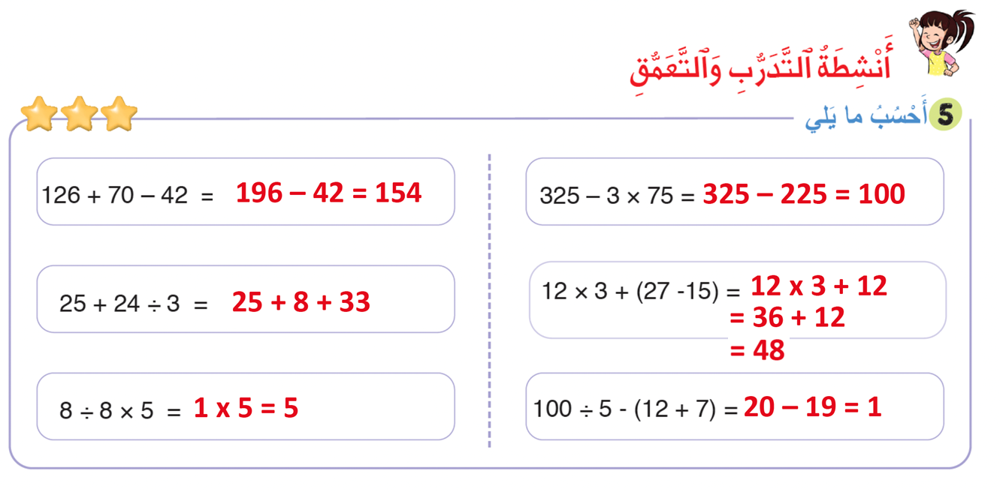 أَنْشِطَةُ ٱلتَّدَرُّبِ وَٱلتَّعَمُّقِ
5 أَحْسُبُ ما يَلي
325 – 3 × 75 = 325 – 225 = 100
126 + 70 – 42 = 196 – 42 = 154
12 × 3 + (27 -15) = 12 x 3 + 12
= 36 + 12
= 48
25 + 24 ÷ 3 = 25 + 8 + 33
100 ÷ 5 - (12 + 7) = 20 – 19 = 1
8 ÷ 8 × 5 = 1 x 5 = 5